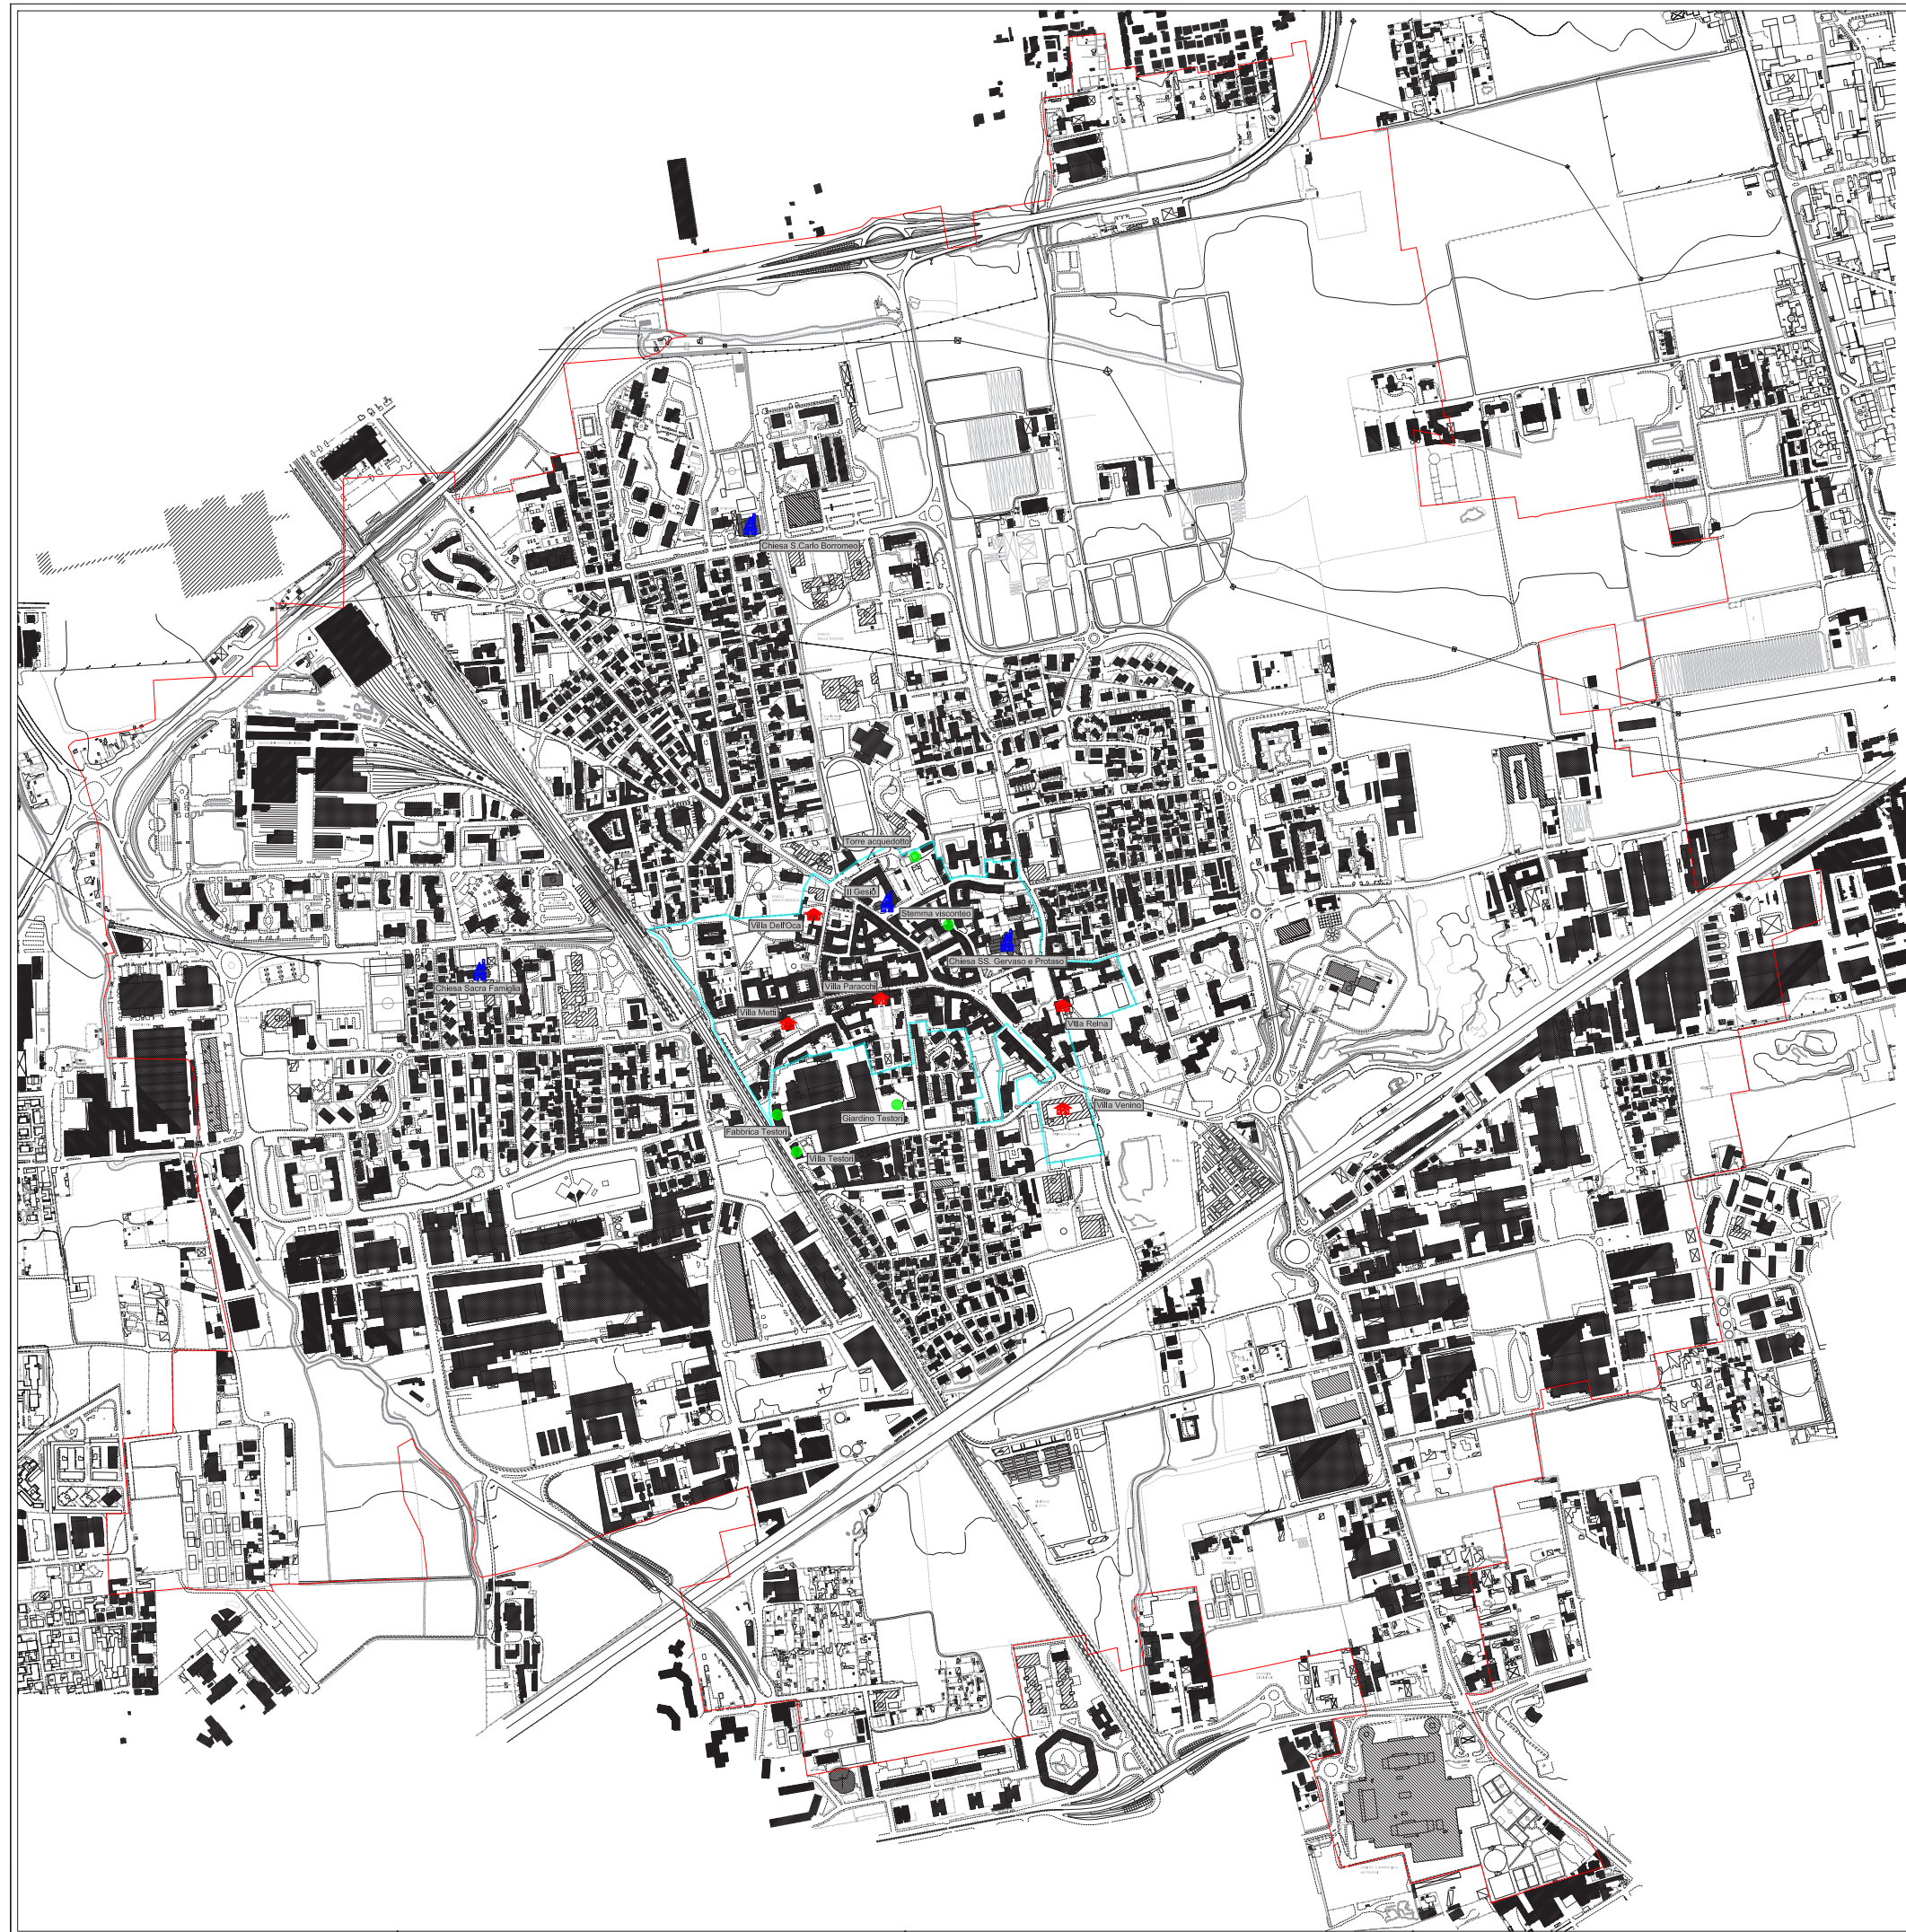 Chiesa S.Carlo Borromeo
Torre acquedotto
Il Gesiö
Stemma visconteo
Villa Dell'Oca
Chiesa SS. Gervaso e Protaso
Chiesa Sacra Famiglia
Villa Paracchi
Villa Metti
Villa Reina
Villa Venino
Giardino Testori
Fabbrica Testori
Villa Testori